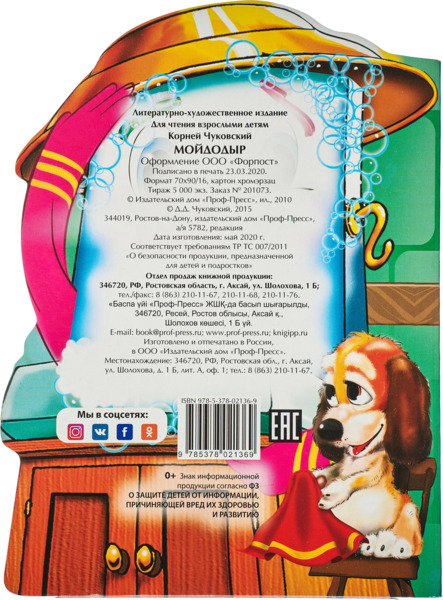 Литературно-художественное издание
Для чтения взрослыми детям
Корней Чуковский
МОЙДОДЫР
Оформление ООО «Форпост»
Подписано в печать 23.03.2020.
Формат 70х90/16, картон хромэрзац
Тираж 5 000 экз. Заказ № 201073.
© Издательский дом «Проф-Пресс», ил., 2010
© Д.Д. Чуковский, 2015
344019, Ростов-на-Дону, издательский дом «Проф-Пресс»,
а/я 5782, редакция
Дата изготовления: май 2020 г.
Соответствует требованиям ТР ТС 007/2011
«О безопасности продукции, предназначенной
для детей и подростков»
Отдел продаж книжной продукции:
346720, РФ, Ростовская область, г. Аксай, ул. Шолохова, 1 Б;
тел./факс: 8 (863) 210-11-67, 210-11-68, 210-11-76.
«Баспа үйі «Проф-Пресс» ЖШҚ-да басып шығарылды,
346720, Ресей, Ростов облысы, Аксай қ.,
Шолохов көшесі, 1 Б үй.
E-mail: book@prof-press.ru; www.prof-press.ru; knigipp.ru
Изготовлено и отпечатано в России,
в ООО «Издательский дом «Проф-Пресс».
Местонахождение: 346720, РФ, Ростовская обл., г. Аксай,
ул. Шолохова, д. 1 Б, лит. А, оф. 1; тел.: 8 (863) 210-11-67.
Мы в соцсетях:
ISBN 978-5-378-02136-9
9 785378 021369
EAC
0+ Знак информационной
продукции согласно ФЗ
О ЗАЩИТЕ ДЕТЕЙ ОТ ИНФОРМАЦИИ,
ПРИЧИНЯЮЩЕЙ ВРЕД ИХ ЗДОРОВЬЮ
И РАЗВИТИЮ